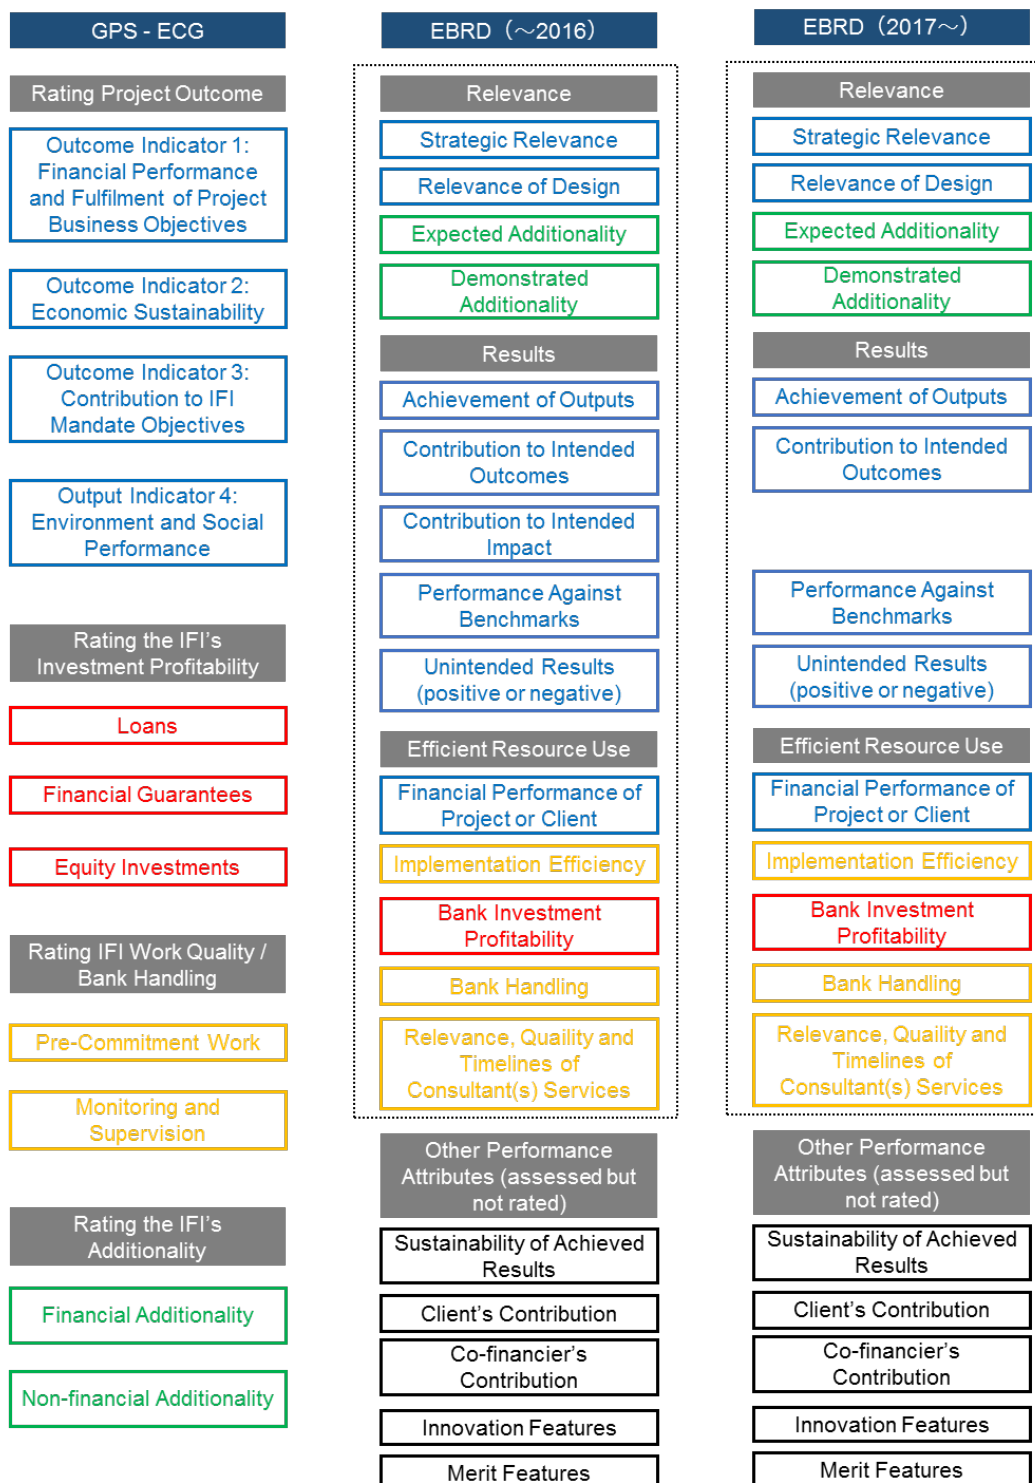 GPS - ECG
Rating Project Outcome
Outcome Indicator 1:
Financial Performance
and Fulfilment of Project
Business Objectives
Outcome Indicator 2:
Economic Sustainability
Outcome Indicator 3:
Contribution to IFI
Mandate Objectives
Output Indicator 4:
Environment and Social
Performance
Rating the IFI's
Investment Profitability
Loans
Financial Guarantees
Equity Investments
Rating IFI Work Quality /
Bank Handling
Pre-Commitment Work
Monitoring and
Supervision
Rating the IFI's
Additionality
Financial Additionality
Non-financial Additionality
EBRD（～2016）
Relevance
Strategic Relevance
Relevance of Design
Expected Additionality
Demonstrated
Additionality
Results
Achievement of Outputs
Contribution to Intended
Outcomes
Contribution to Intended
Impact
Performance Against
Benchmarks
Unintended Results
(positive or negative)
Efficient Resource Use
Financial Performance of
Project or Client
Implementation Efficiency
Bank Investment
Profitability
Bank Handling
Relevance, Quaility and
Timelines of
Consultant(s) Services
Other Performance
Attributes (assessed but
not rated)
Sustainability of Achieved
Results
Client's Contribution
Co-financier's
Contribution
Innovation Features
Merit Features
EBRD（2017～）
Relevance
Strategic Relevance
Relevance of Design
Expected Additionality
Demonstrated
Additionality
Results
Achievement of Outputs
Contribution to Intended
Outcomes
Performance Against
Benchmarks
Unintended Results
(positive or negative)
Efficient Resource Use
Financial Performance of
Project or Client
Implementation Efficiency
Bank Investment
Profitability
Bank Handling
Relevance, Quaility and
Timelines of
Consultant(s) Services
Other Performance
Attributes (assessed but
not rated)
Sustainability of Achieved
Results
Client's Contribution
Co-financier's
Contribution
Innovation Features
Merit Features